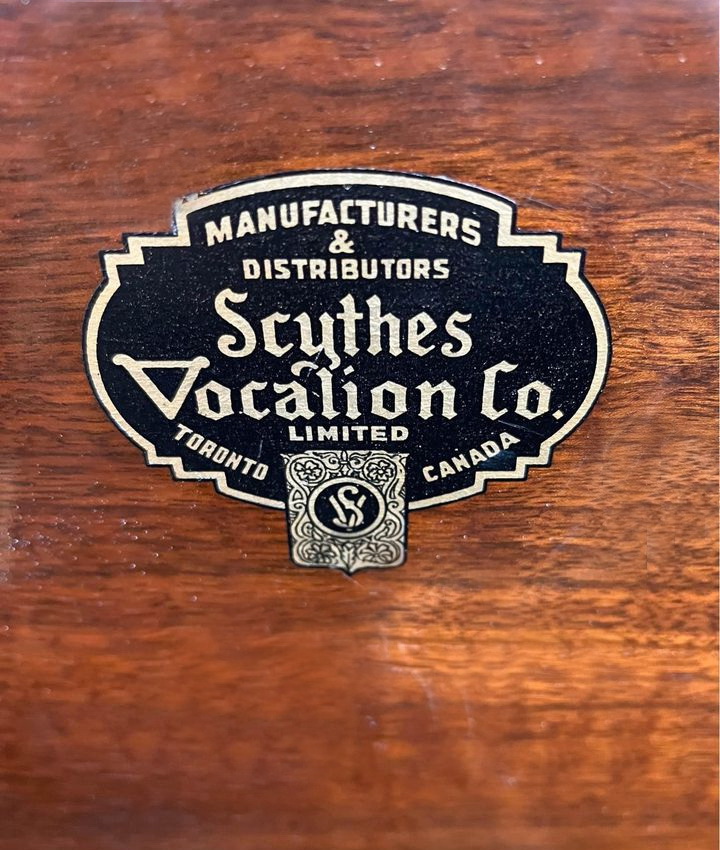 MANUFACTURERS
&
DISTRIBUTORS
Scythes
Vocalion Co.
LIMITED
TORONTO CANADA